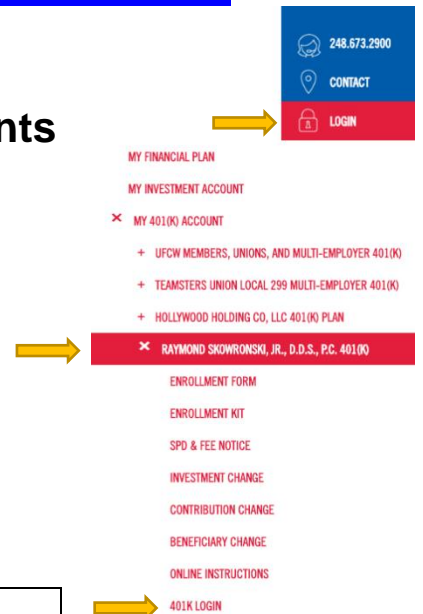 248.673.2900
CONTACT
nts
LOGIN
MY FINANCIAL PLAN
MY INVESTMENT ACCOUNT
× MY 401(K) ACCOUNT
+ UFCW MEMBERS, UNIONS, AND MULTI-EMPLOYER 401(K)
+ TEAMSTERS UNION LOCAL 299 MULTI-EMPLOYER 401(K)
+ HOLLYWOOD HOLDING CO, LLC 401(K) PLAN
× RAYMOND SKOWRONSKI, JR., D.D.S., P.C. 401(K)
ENROLLMENT FORM
ENROLLMENT KIT
SPD & FEE NOTICE
INVESTMENT CHANGE
CONTRIBUTION CHANGE
BENEFICIARY CHANGE
ONLINE INSTRUCTIONS
401K LOGIN